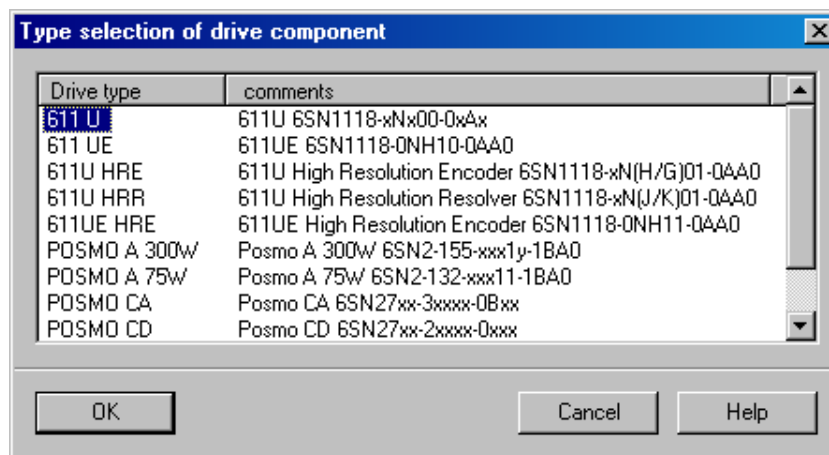 Type selection of drive component
Drive type comments
611 U 611U 6SN1118-xNx00-0xAx
611 UE 611UE 6SN1118-0NH10-0AA0
611U HRE 611U High Resolution Encoder 6SN1118-xN(H/G)01-0AA0
611U HRR 611U High Resolution Resolver 6SN1118-xN(J/K)01-0AA0
611UE HRE 611UE High Resolution Encoder 6SN1118-0NH11-0AA0
POSMO A 300W Posmo A 300W 6SN2-155-xxx1y-1BA0
POSMO A 75W Posmo A 75W 6SN2-132-xxx11-1BA0
POSMO CA Posmo CA 6SN27xx-3xxxx-0Bxx
POSMO CD Posmo CD 6SN27xx-2xxxx-0xxx
OK Cancel Help